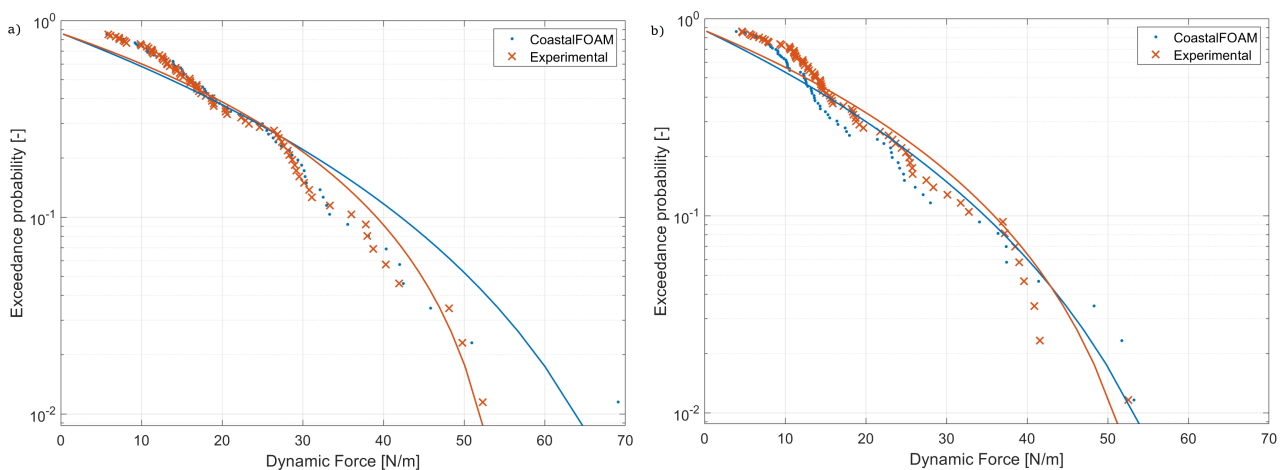 a)
10^0
10^-1
10^-2
Exceedance probability [-]
0 10 20 30 40 50 60 70
Dynamic Force [N/m]
CoastalFOAM
Experimental
b)
10^0
10^-1
10^-2
Exceedance probability [-]
0 10 20 30 40 50 60 70
Dynamic Force [N/m]
CoastalFOAM
Experimental